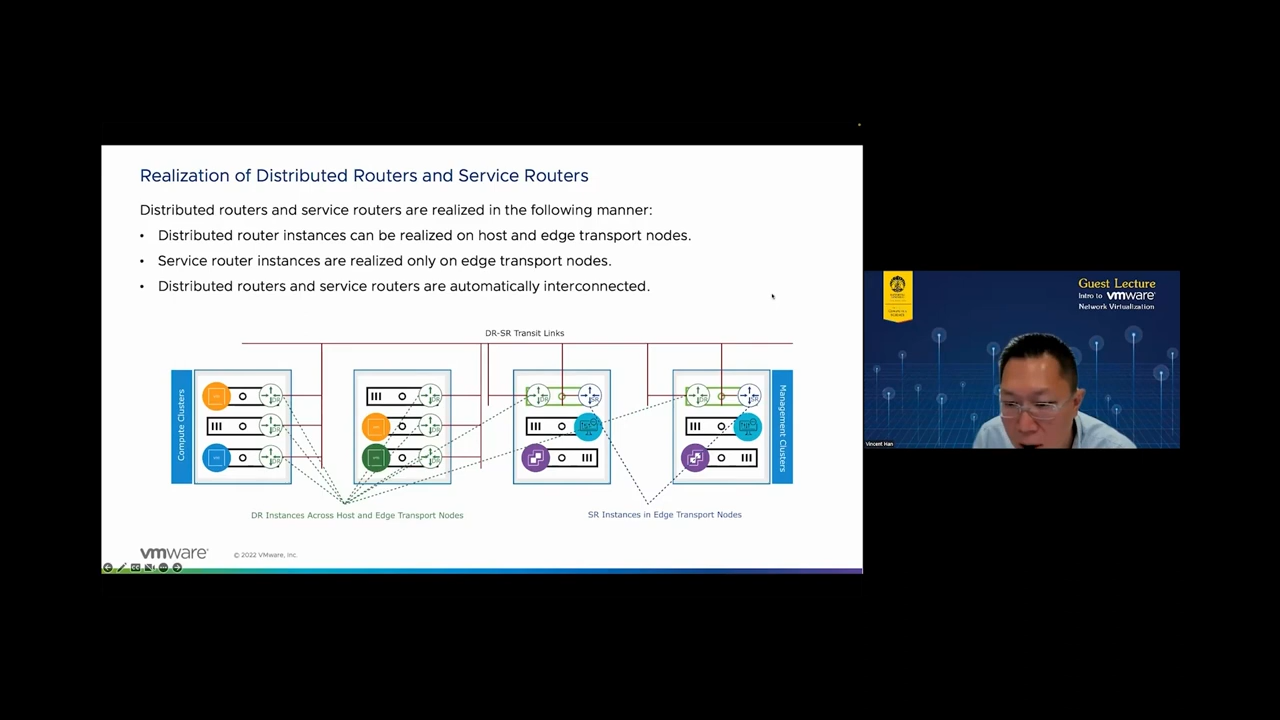 Realization of Distributed Routers and Service Routers
Distributed routers and service routers are realized in the following manner:
• Distributed router instances can be realized on host and edge transport nodes.
• Service router instances are realized only on edge transport nodes.
• Distributed routers and service routers are automatically interconnected.
DR-SR Transit Links
Compute Clusters
Management Clusters
DR Instances Across Host and Edge Transport Nodes
SR Instances in Edge Transport Nodes
vmware®
© 2022 VMware, Inc.
Guest Lecture
Intro to vmware®
Network Virtualization
Vincent Han